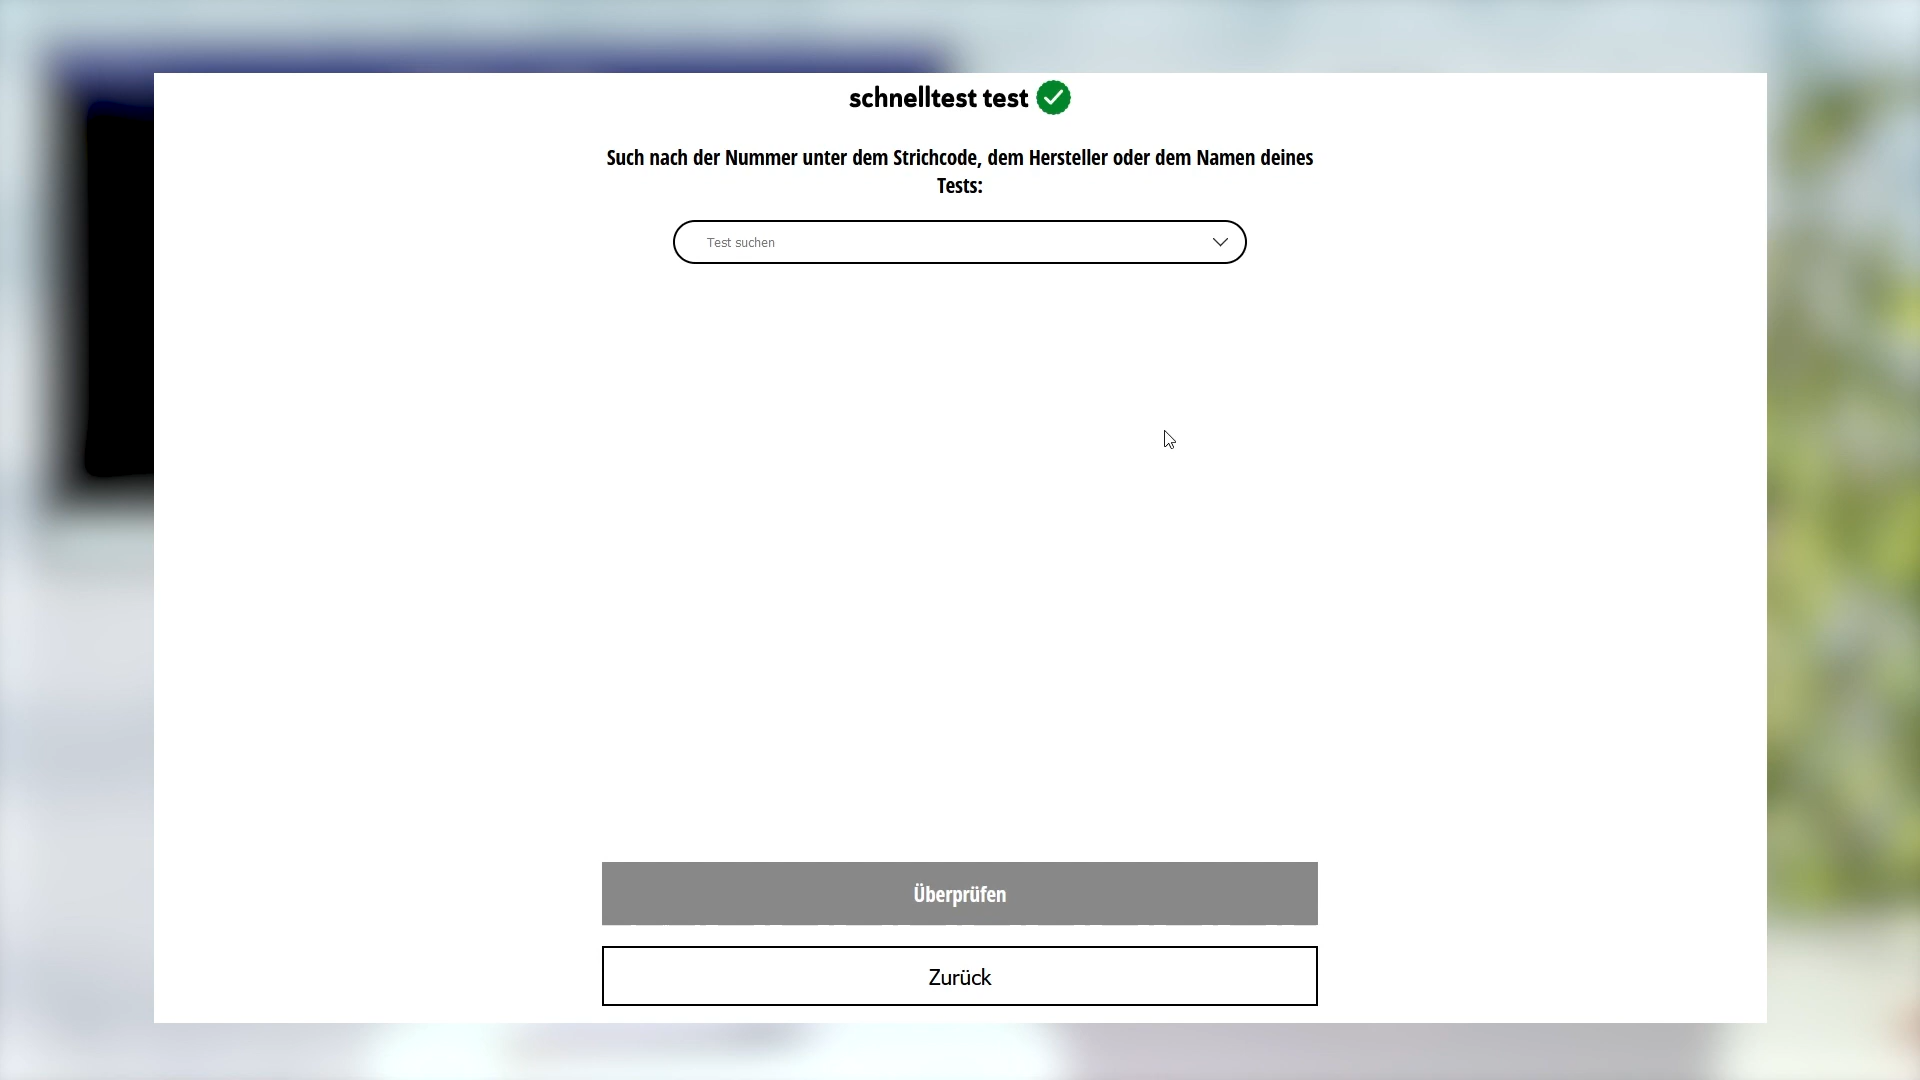 schnelltest test
Such nach der Nummer unter dem Strichcode, dem Hersteller oder dem Namen deines
Tests:
Test suchen
Überprüfen
Zurück